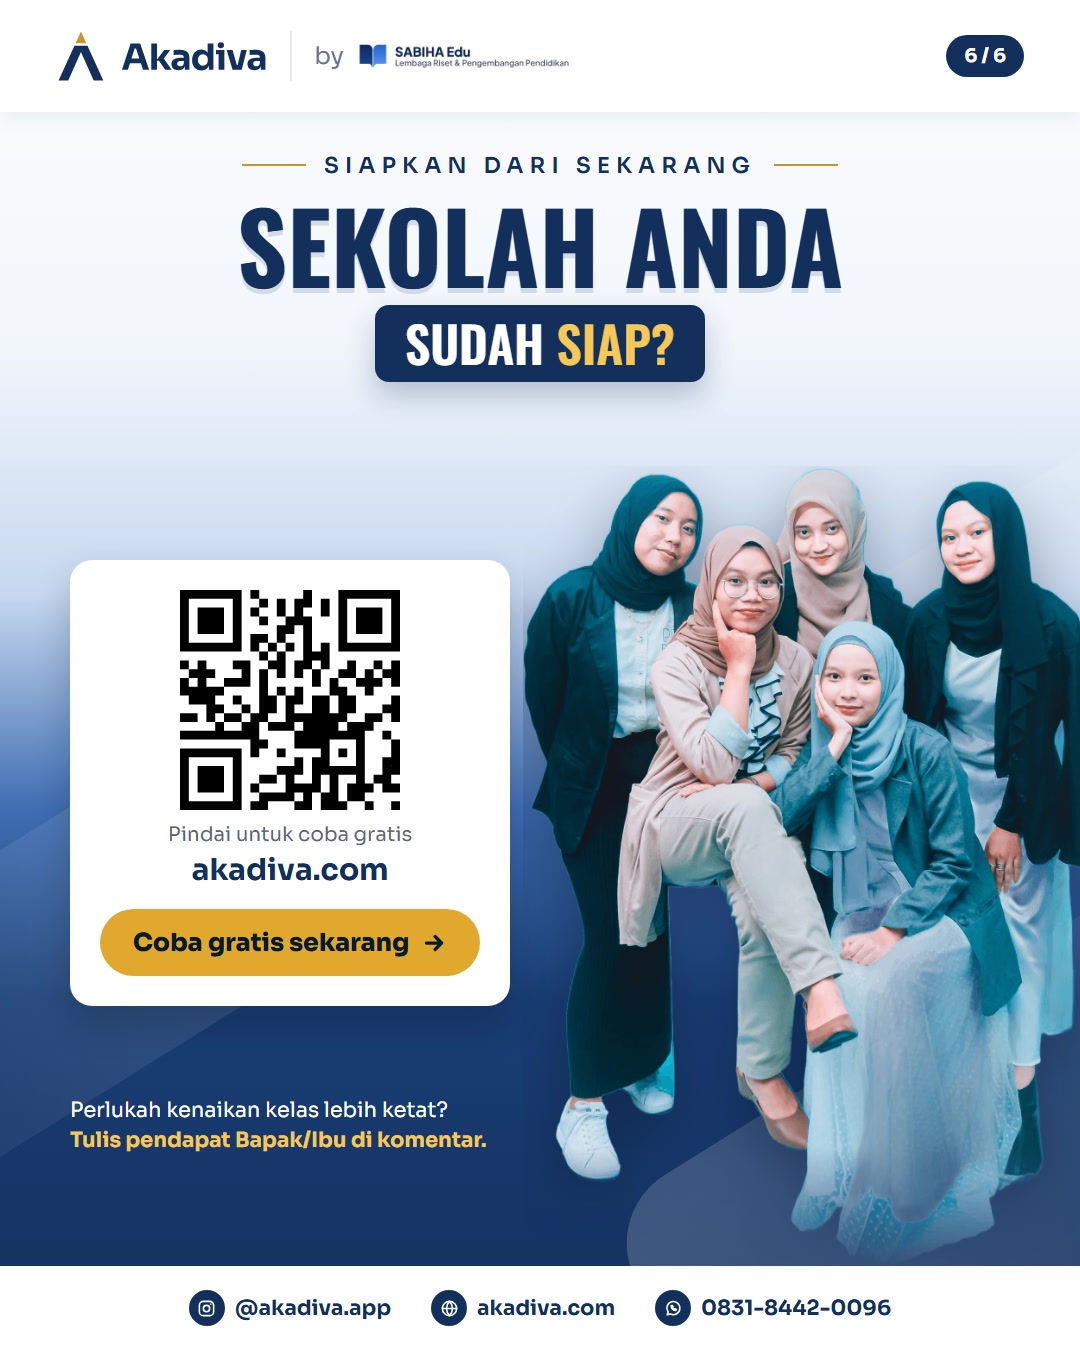 Akadiva
by
SABIHA Edu
Lembaga Riset & Pengembangan Pendidikan
6/6
SIAPKAN DARI SEKARANG
SEKOLAH ANDA
SUDAH SIAP?
Pindai untuk coba gratis
akadiva.com
Coba gratis sekarang →
Perlukah kenaikan kelas lebih ketat?
Tulis pendapat Bapak/Ibu di komentar.
@akadiva.app
akadiva.com
0831-8442-0096